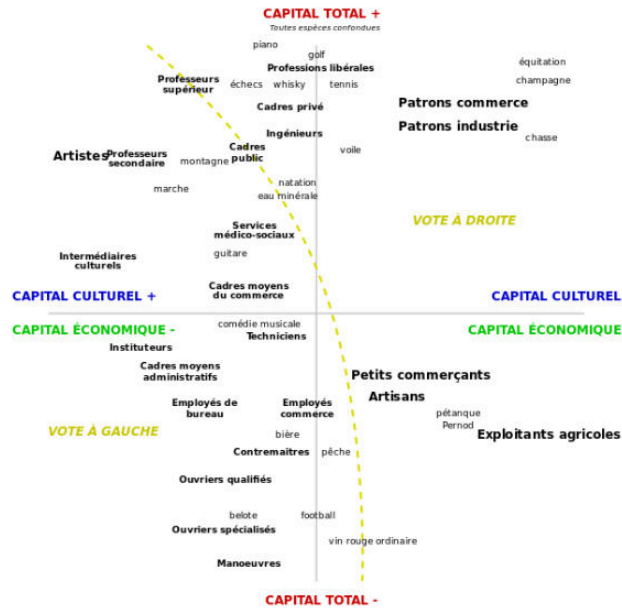 CAPITAL TOTAL +
Toutes espèces confondues
piano
golf
Professions libérales
équitation
Professeurs
supérieur
échecs
whisky
tennis
champagne
Cadres privé
Patrons commerce
Ingénieurs
Patrons industrie
chasse
Artistes
Professeurs
secondaire
montagne
Cadres
public
voile
marche
natation
eau minérale
Services
médico-sociaux
VOTE À DROITE
Intermédiaires
culturels
guitare
Cadres moyens
du commerce
CAPITAL CULTUREL +
CAPITAL CULTUREL
CAPITAL ÉCONOMIQUE -
CAPITAL ÉCONOMIQUE
comédie musicale
Techniciens
Instituteurs
Cadres moyens
administratifs
Petits commerçants
Artisans
Employés de
bureau
Employés
commerce
pétanque
Pernod
VOTE À GAUCHE
bière
Exploitants agricoles
Contremaîtres
pêche
Ouvriers qualifiés
belote
football
Ouvriers spécialisés
vin rouge ordinaire
Manoeuvres
CAPITAL TOTAL -